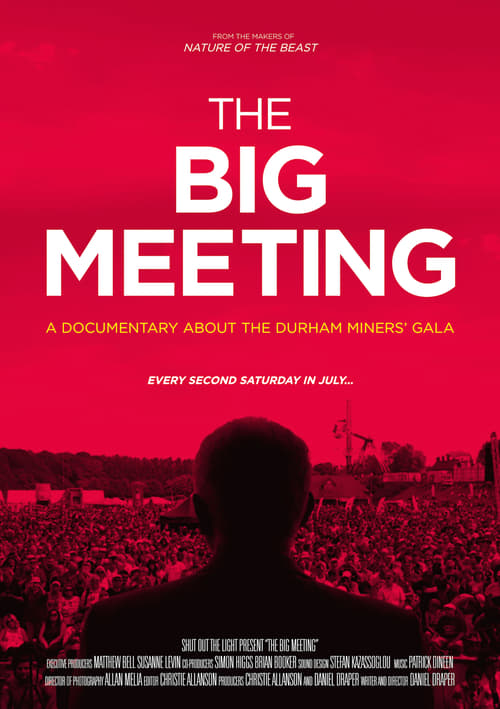 FROM THE MAKERS OF
NATURE OF THE BEAST
THE
BIG
MEETING
A DOCUMENTARY ABOUT THE DURHAM MINERS' GALA
EVERY SECOND SATURDAY IN JULY...
SHUT OUT THE LIGHT PRESENT "THE BIG MEETING"
EXECUTIVE PRODUCERS MATTHEW BELL SUSANNE LEVIN CO-PRODUCERS SIMON HIGGS BRIAN BOOKER SOUND DESIGN STEFAN KAZASSOGLOU MUSIC PATRICK DINEEN
DIRECTOR OF PHOTOGRAPHY ALLAN MELIA EDITOR CHRISTIE ALLANSON PRODUCERS CHRISTIE ALLANSON AND DANIEL DRAPER WRITER AND DIRECTOR DANIEL DRAPER